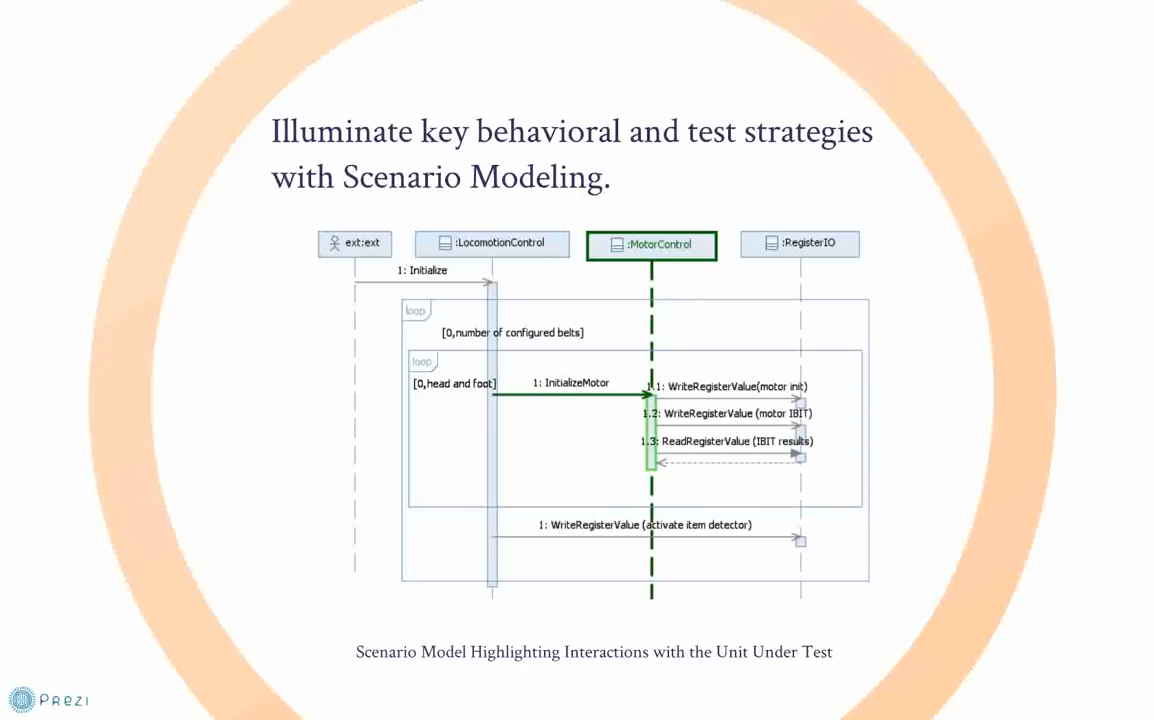 Illuminate key behavioral and test strategies
with Scenario Modeling.
ext:ext
:LocomotionControl
:MotorControl
:RegisterIO
1: Initialize
loop
[0,number of configured belts]
loop
[0,head and foot]
1: InitializeMotor
1.1: WriteRegisterValue(motor init)
1.2: WriteRegisterValue (motor IBIT)
1.3: ReadRegisterValue (IBIT results)
1: WriteRegisterValue (activate item detector)
Scenario Model Highlighting Interactions with the Unit Under Test
Prezi